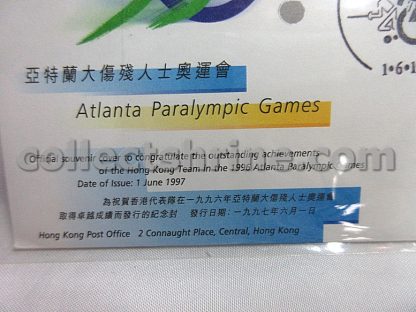 亞特蘭大傷殘人士奧運會
Atlanta Paralympic Games
Official souvenir cover to congratulate the outstanding achievements
of the Hong Kong Team in the 1996 Atlanta Paralympic Games
Date of Issue: 1 June 1997
為祝賀香港代表隊在一九九六年亞特蘭大傷殘人士奧運會
取得卓越成績而發行的紀念封 發行日期:一九九七年六月一日
Hong Kong Post Office 2 Connaught Place, Central, Hong Kong
1·6·1